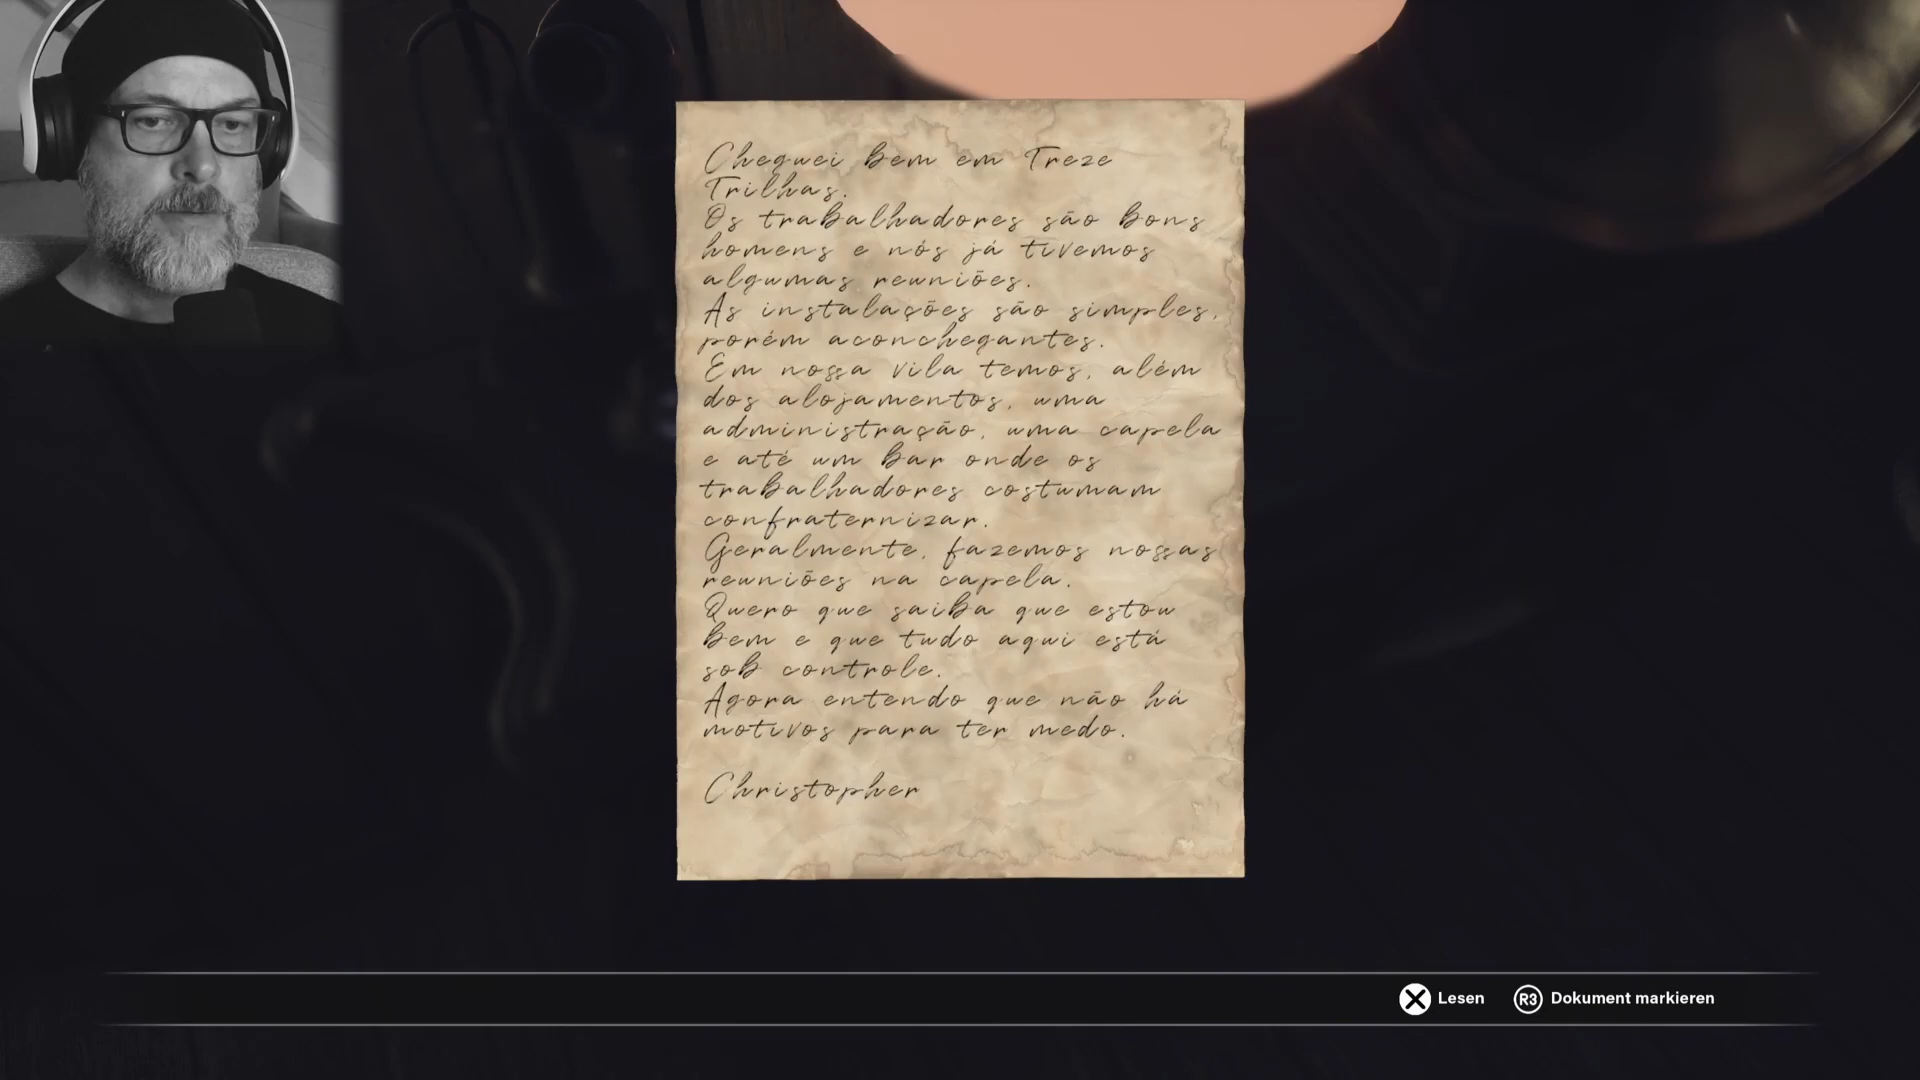 Cheguei bem em Treze
Trilhas.
Os trabalhadores são bons
homens e nós já tivemos
algumas reuniões.
As instalações são simples,
porém aconchegantes.
Em nossa vila temos, além
dos alojamentos, uma
administração, uma capela
e até um bar onde os
trabalhadores costumam
confraternizar.
Geralmente, fazemos nossas
reuniões na capela.
Quero que saiba que estou
bem e que tudo aqui está
sob controle.
Agora entendo que não há
motivos para ter medo.
Christopher
Lesen R3 Dokument markieren